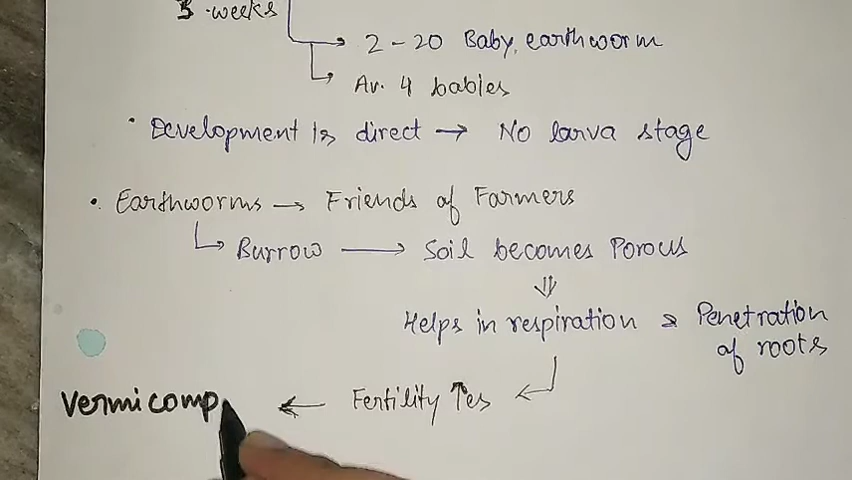 3 weeks
2 - 20 Baby earthworm
Av. 4 babies
• Development is direct → No larva stage
• Earthworms → Friends of Farmers
Burrow → Soil becomes Porous
⇓
Helps in respiration & Penetration
of roots
Vermicomp ← Fertility ↑es